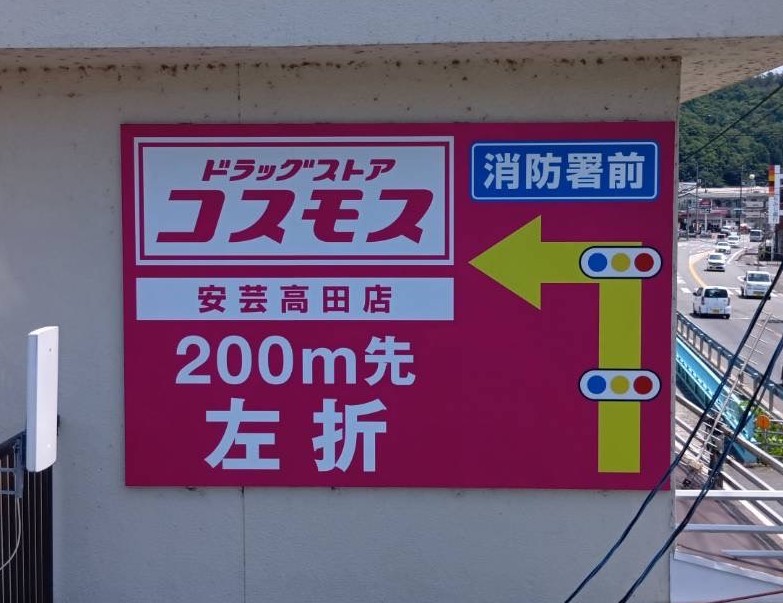 ドラッグストア
コスモス
安芸高田店
200m先
左折
消防署前